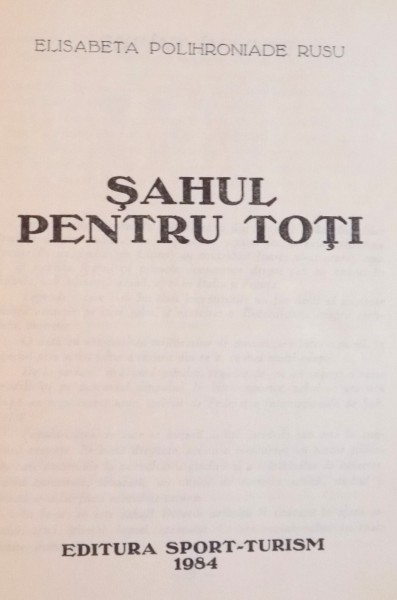 ELISABETA POLIHRONIADE RUSU
ŞAHUL
PENTRU TOŢI
EDITURA SPORT-TURISM
1984